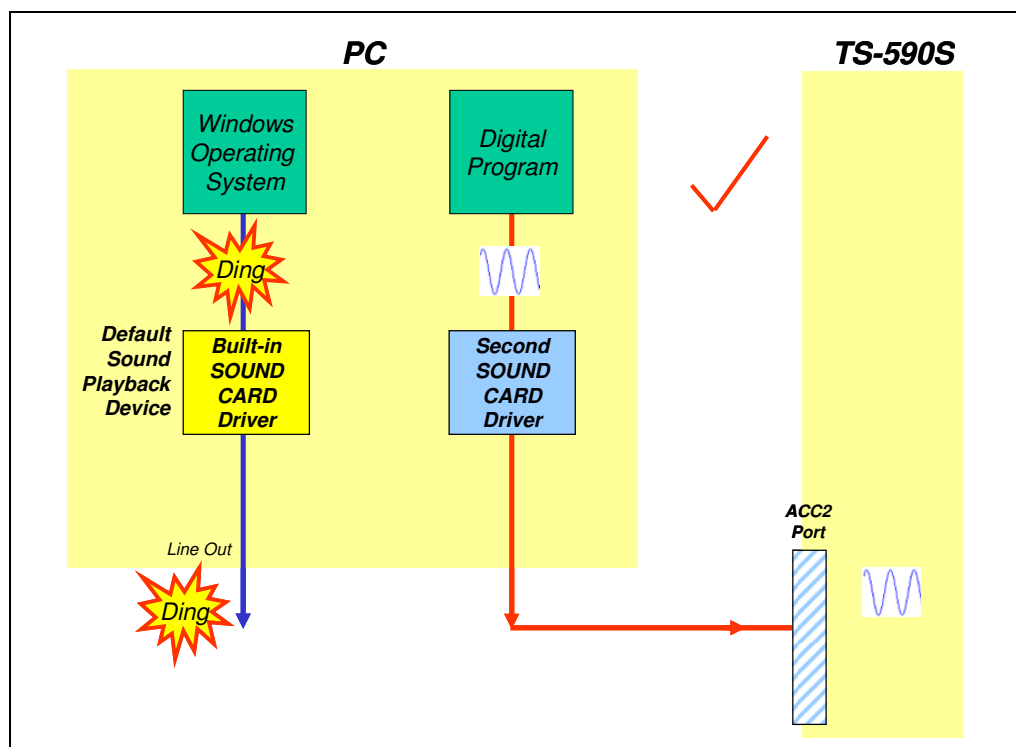 PC
TS-590S
Windows
Operating
System
Digital
Program
Ding
Default
Sound
Playback
Device
Built-in
SOUND
CARD
Driver
Second
SOUND
CARD
Driver
ACC2
Port
Line Out
Ding